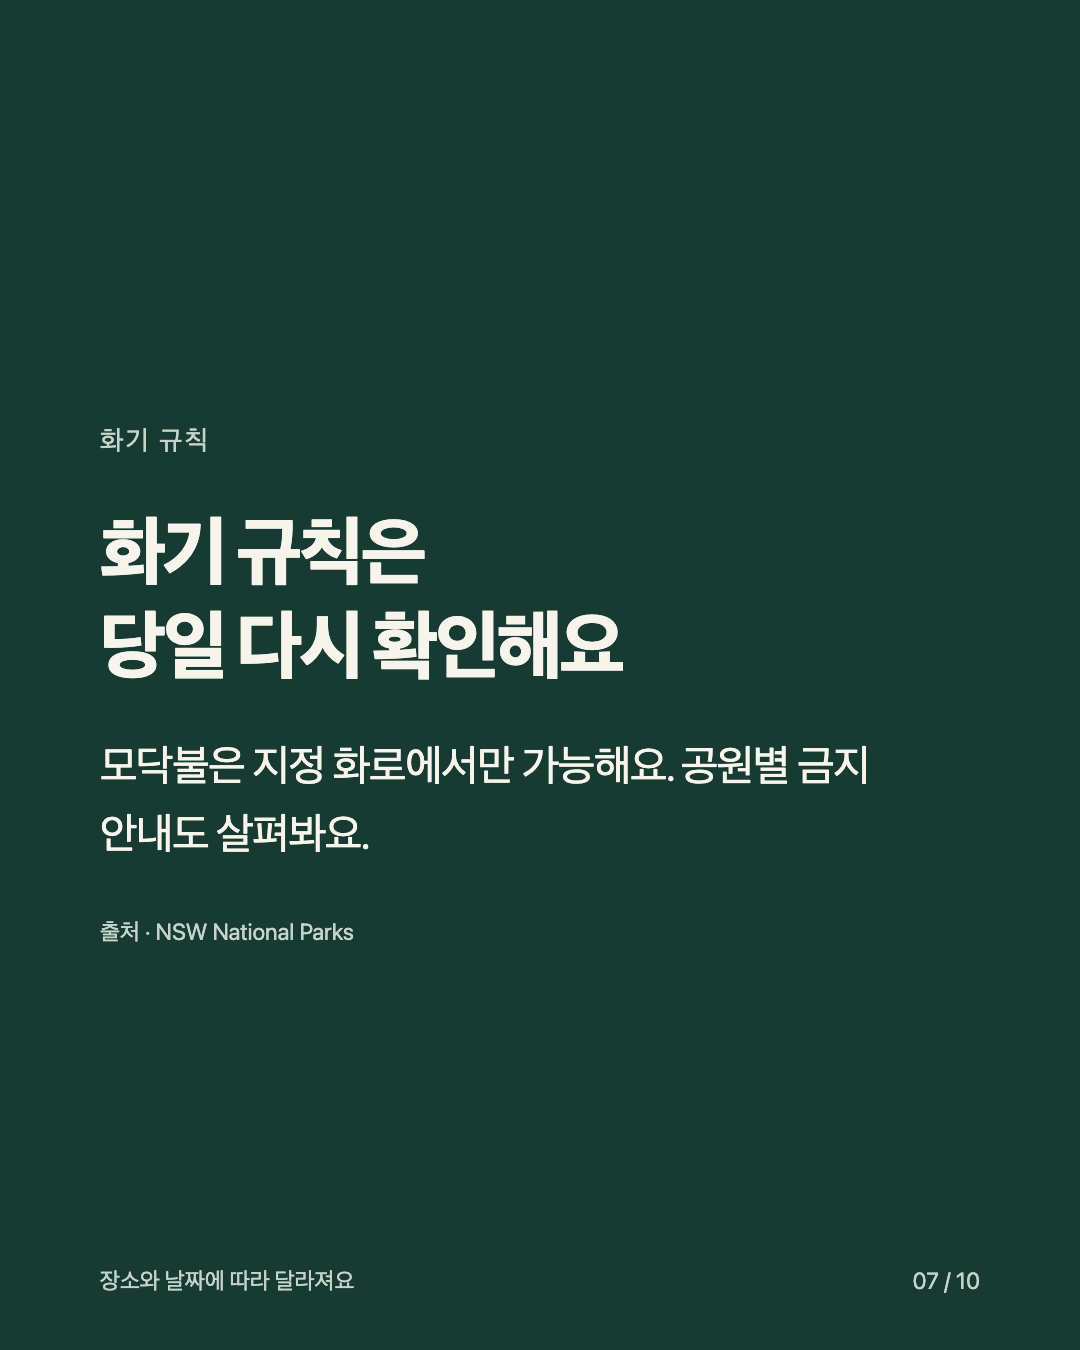 화기 규칙
화기 규칙은
당일 다시 확인해요
모닥불은 지정 화로에서만 가능해요. 공원별 금지
안내도 살펴봐요.
출처 · NSW National Parks
장소와 날짜에 따라 달라져요
07 / 10